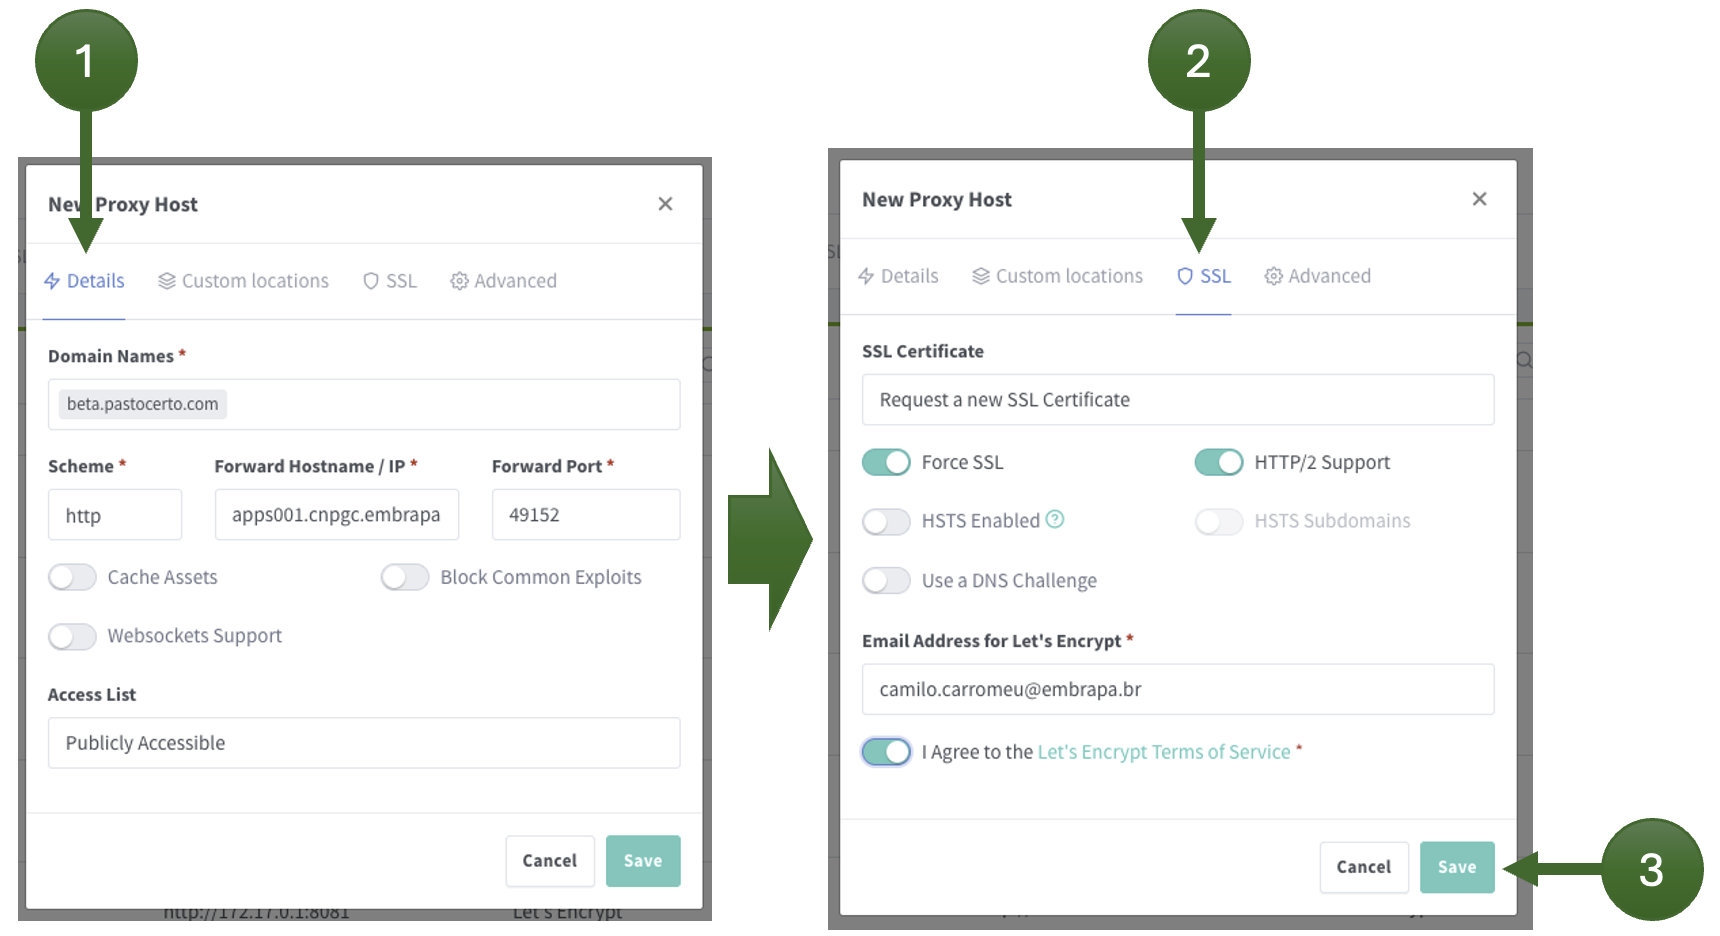 1
New Proxy Host
Details Custom locations SSL Advanced
Domain Names *
beta.pastocerto.com
Scheme * Forward Hostname / IP * Forward Port *
http apps001.cnpgc.embrapa 49152
Cache Assets Block Common Exploits
Websockets Support
Access List
Publicly Accessible
Cancel Save
http://172.17.0.1:8081 Let's Encrypt
2
New Proxy Host
Details Custom locations SSL Advanced
SSL Certificate
Request a new SSL Certificate
Force SSL HTTP/2 Support
HSTS Enabled ? HSTS Subdomains
Use a DNS Challenge
Email Address for Let's Encrypt *
camilo.carromeu@embrapa.br
I Agree to the Let's Encrypt Terms of Service *
Cancel Save
3